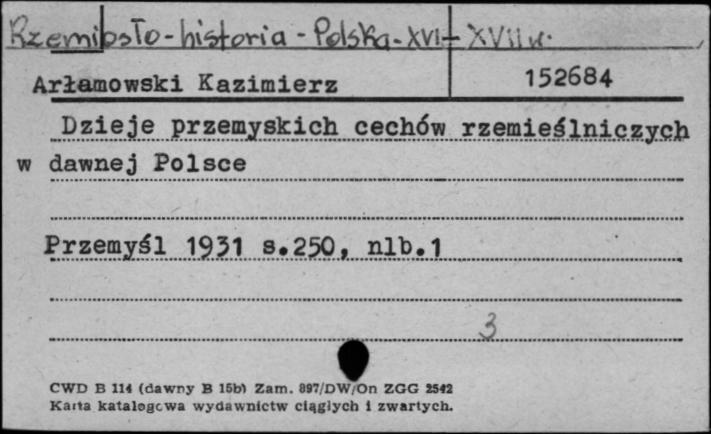 Rzemiosło - historia - Polska - XVI - XVII w.
Arłamowski Kazimierz 152684
Dzieje przemyskich cechów rzemieślniczych
w dawnej Polsce
Przemyśl 1931 s.250, nlb.1
3
CWD B 114 (dawny B 15b) Zam. 897/DW/On ZGG 2542
Karta katalogowa wydawnictw ciągłych i zwartych.